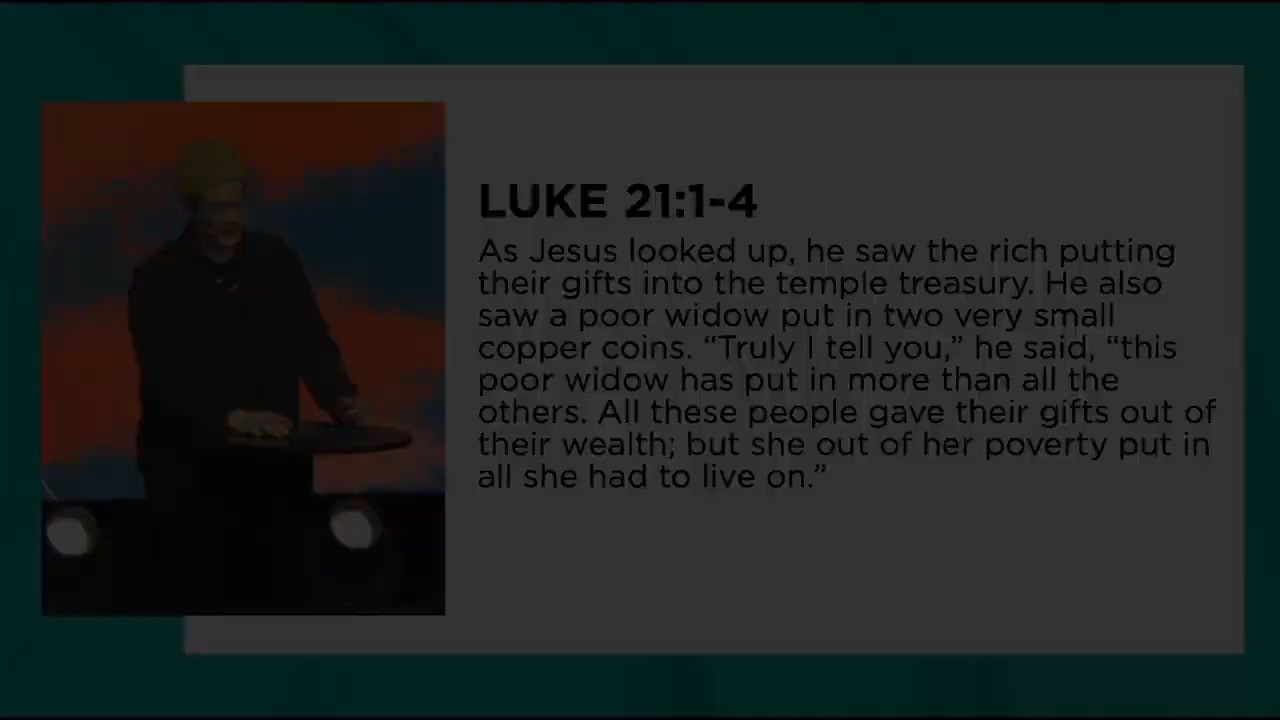 LUKE 21:1-4
As Jesus looked up, he saw the rich putting
their gifts into the temple treasury. He also
saw a poor widow put in two very small
copper coins. “Truly I tell you,” he said, “this
poor widow has put in more than all the
others. All these people gave their gifts out of
their wealth; but she out of her poverty put in
all she had to live on.”